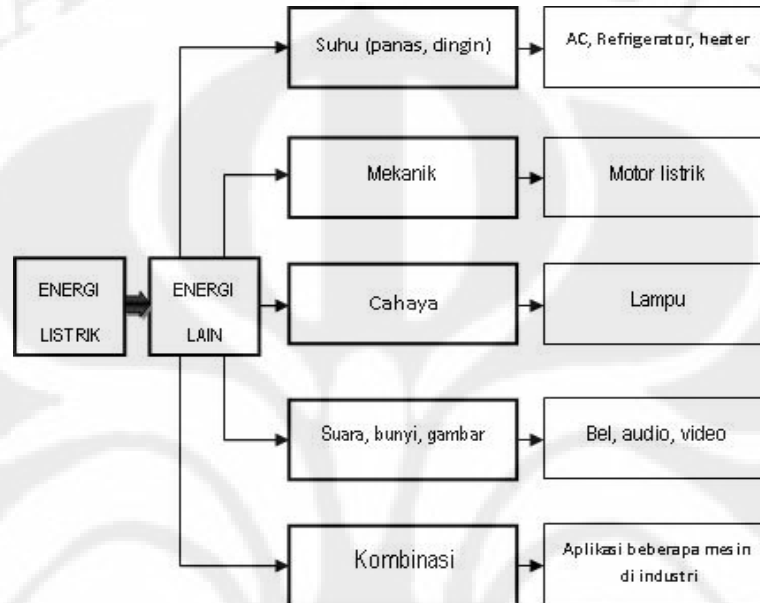 Suhu (panas, dingin)
AC, Refrigerator, heater
Mekanik
Motor listrik
ENERGI
LISTRIK
ENERGI
LAIN
Cahaya
Lampu
Suara, bunyi, gambar
Bel, audio, video
Kombinasi
Aplikasi beberapa mesin
di industri